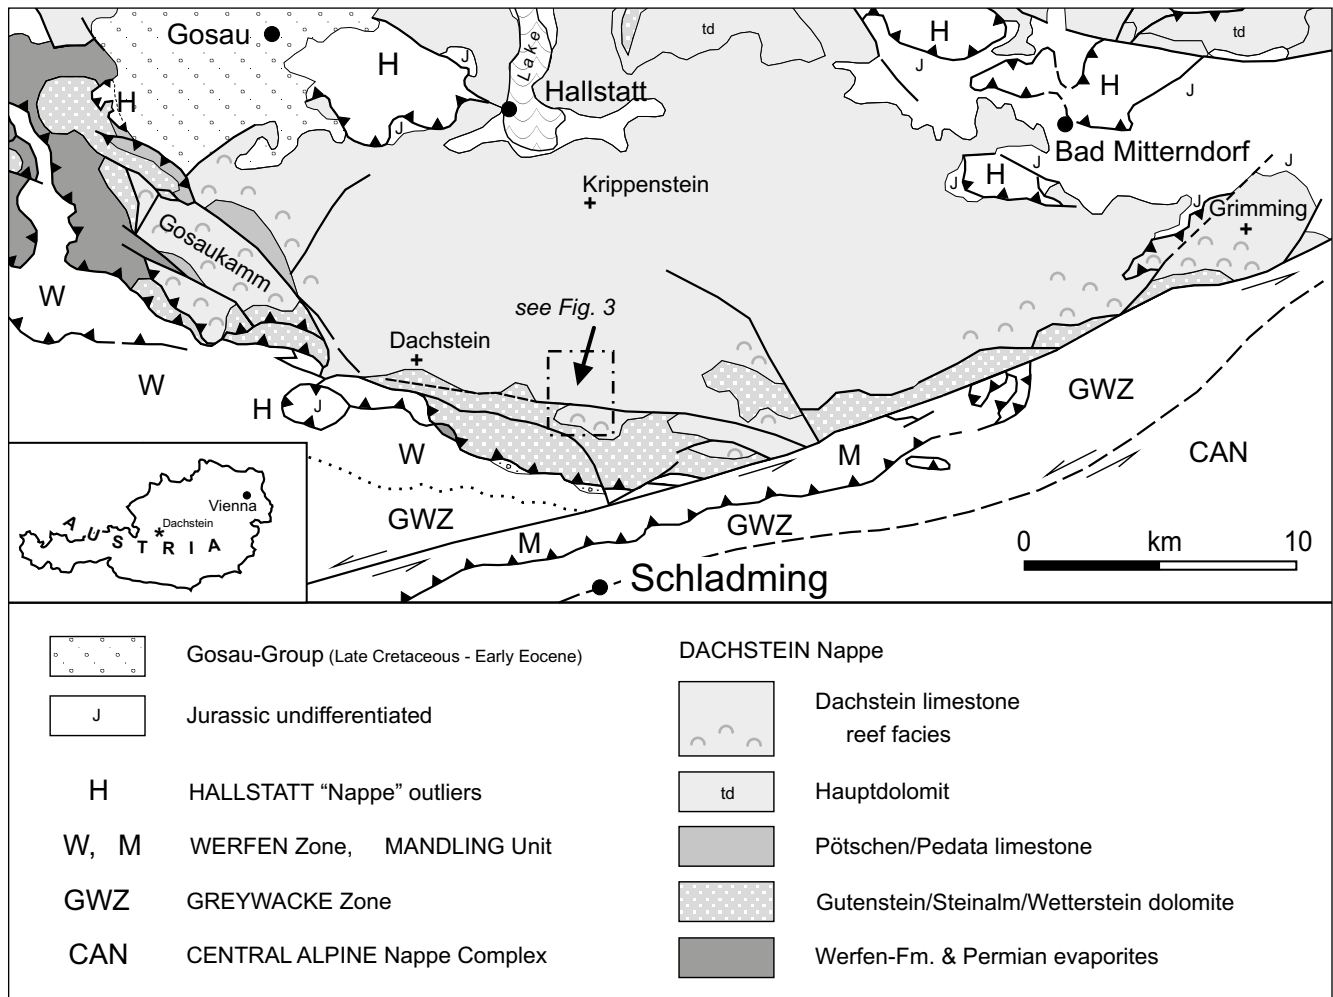 Gosau
H
J
Lake
td
H
J
td
H
J
Hallstatt
H
J
Bad Mitterndorf
J
H
J
J
J
Krippenstein
Grimming
Gosaukamm
W
see Fig. 3
Dachstein
W
H
J
GWZ
W
M
CAN
GWZ
GWZ
M
0 km 10
Schladming
Vienna
Dachstein
AUSTRIA
Gosau-Group (Late Cretaceous - Early Eocene)
J Jurassic undifferentiated
H HALLSTATT “Nappe” outliers
W, M WERFEN Zone, MANDLING Unit
GWZ GREYWACKE Zone
CAN CENTRAL ALPINE Nappe Complex
DACHSTEIN Nappe
Dachstein limestone
reef facies
td Hauptdolomit
Pötschen/Pedata limestone
Gutenstein/Steinalm/Wetterstein dolomite
Werfen-Fm. & Permian evaporites